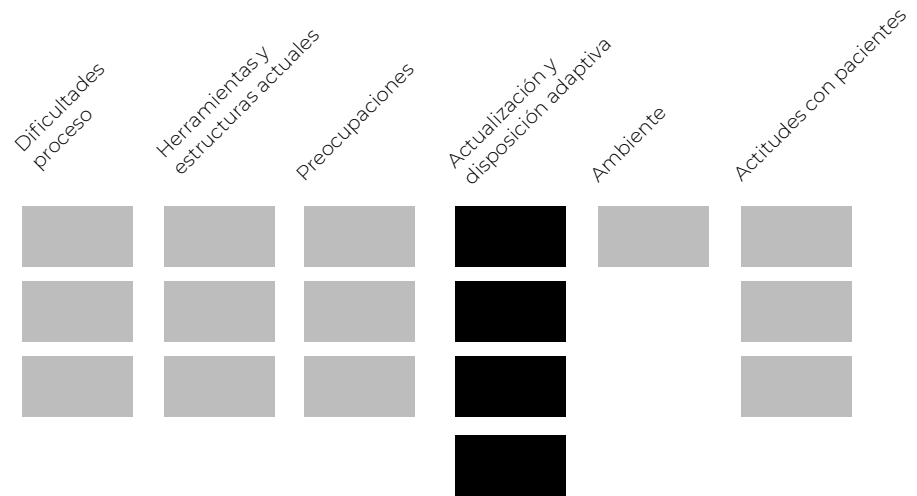 Dificultades
proceso
Herramientas y
estructuras actuales
Preocupaciones
Actualización y
disposición adaptiva
Ambiente
Actitudes con pacientes